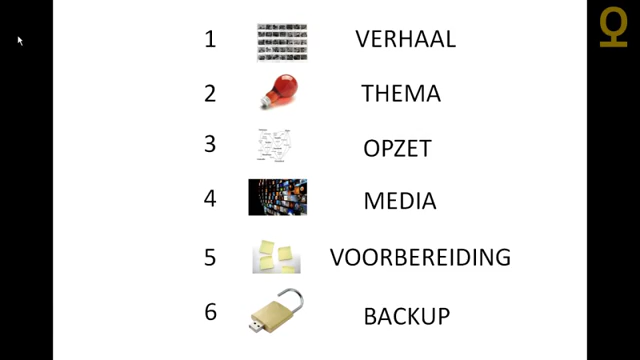 1 VERHAAL
2 THEMA
3 OPZET
4 MEDIA
5 VOORBEREIDING
6 BACKUP